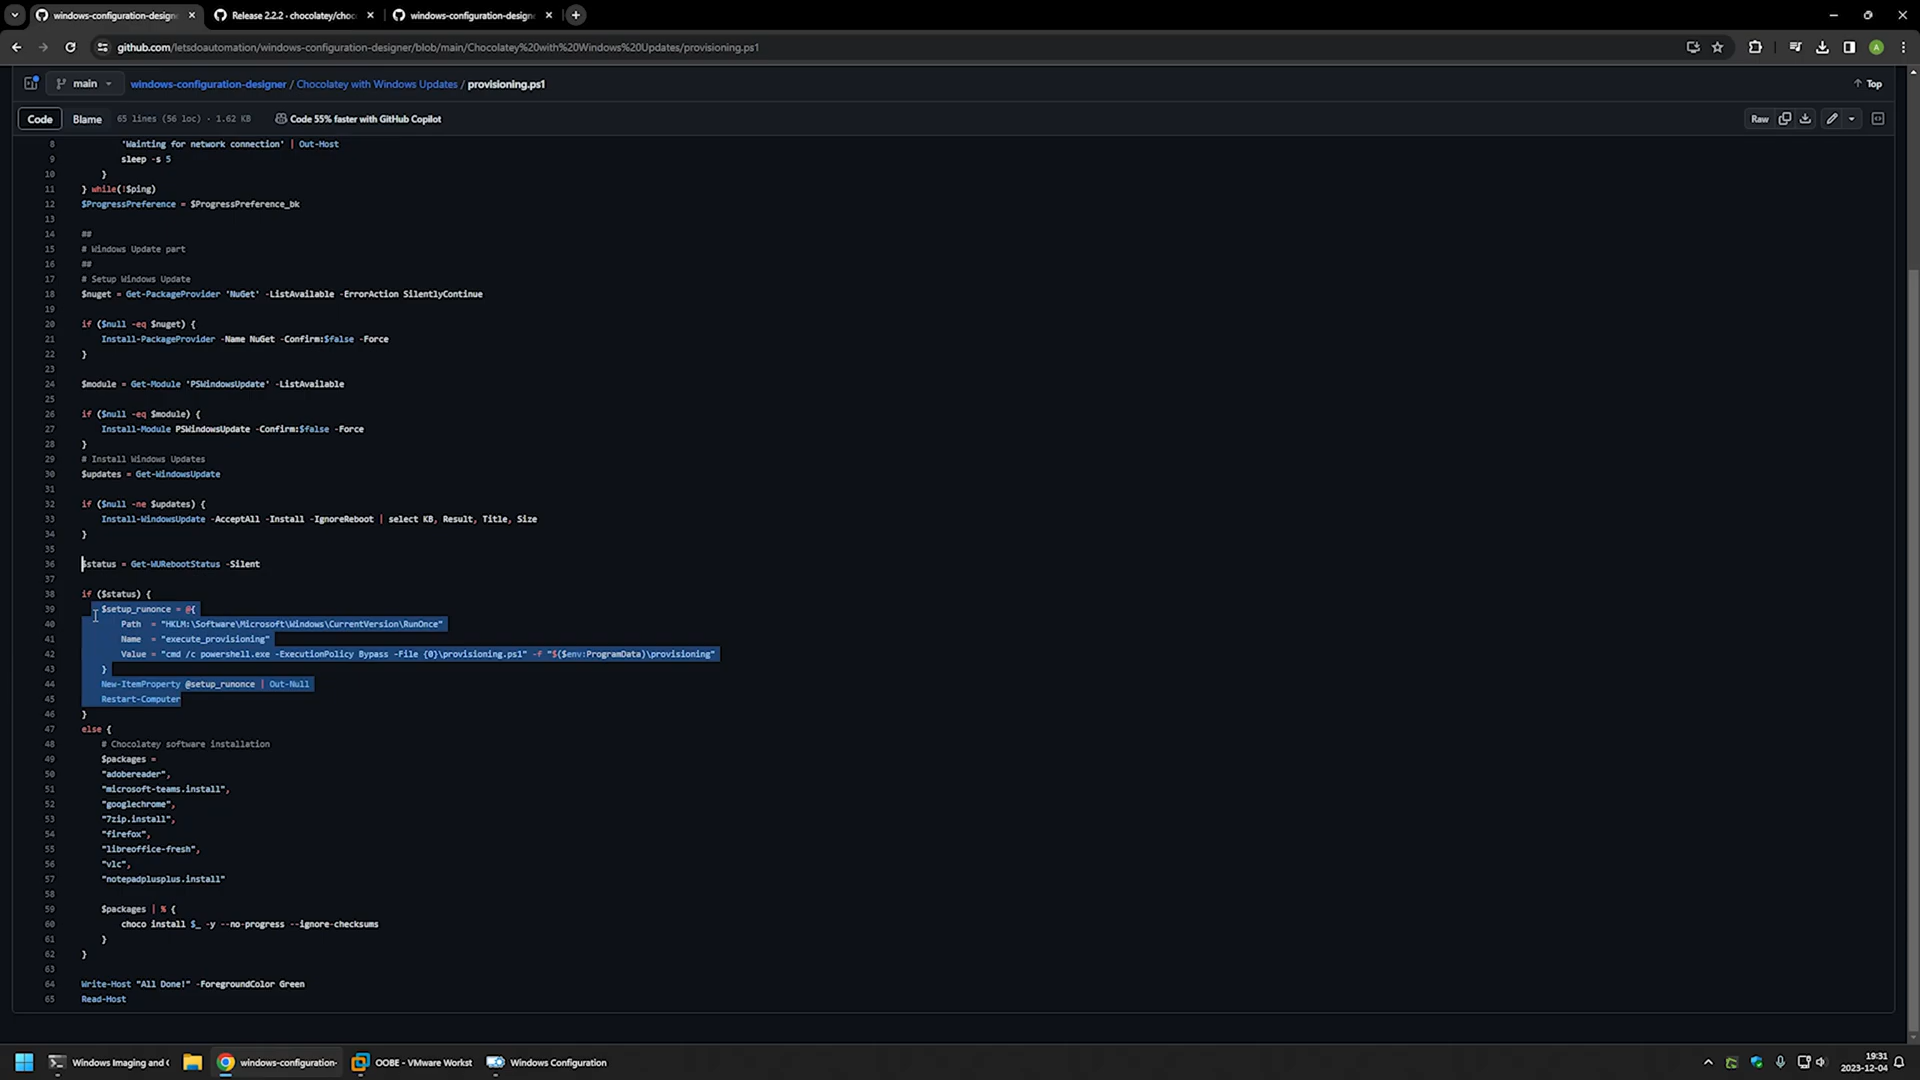 windows-configuration-design
Release 2.2.2 · chocolatey/choc
windows-configuration-design
github.com/letsdoautomation/windows-configuration-designer/blob/main/Chocolatey%20with%20Windows%20Updates/provisioning.ps1
main
windows-configuration-designer / Chocolatey with Windows Updates / provisioning.ps1
Top
Code
Blame
65 lines (56 loc) · 1.62 KB
Code 55% faster with GitHub Copilot
Raw
8 'Wainting for network connection' | Out-Host
9 sleep -s 5
10 }
11 } while(!$ping)
12 $ProgressPreference = $ProgressPreference_bk
13
14 ##
15 # Windows Update part
16 ##
17 # Setup Windows Update
18 $nuget = Get-PackageProvider 'NuGet' -ListAvailable -ErrorAction SilentlyContinue
19
20 if ($null -eq $nuget) {
21 Install-PackageProvider -Name NuGet -Confirm:$false -Force
22 }
23
24 $module = Get-Module 'PSWindowsUpdate' -ListAvailable
25
26 if ($null -eq $module) {
27 Install-Module PSWindowsUpdate -Confirm:$false -Force
28 }
29 # Install Windows Updates
30 $updates = Get-WindowsUpdate
31
32 if ($null -ne $updates) {
33 Install-WindowsUpdate -AcceptAll -Install -IgnoreReboot | select KB, Result, Title, Size
34 }
35
36 $status = Get-WURebootStatus -Silent
37
38 if ($status) {
39 $setup_runonce = @{
40 Path = "HKLM:\Software\Microsoft\Windows\CurrentVersion\RunOnce"
41 Name = "execute_provisioning"
42 Value = "cmd /c powershell.exe -ExecutionPolicy Bypass -File {0}\provisioning.ps1" -f "$($env:ProgramData)\provisioning"
43 }
44 New-ItemProperty @setup_runonce | Out-Null
45 Restart-Computer
46 }
47 else {
48 # Chocolatey software installation
49 $packages =
50 "adobereader",
51 "microsoft-teams.install",
52 "googlechrome",
53 "7zip.install",
54 "firefox",
55 "libreoffice-fresh",
56 "vlc",
57 "notepadplusplus.install"
58
59 $packages | % {
60 choco install $_ -y --no-progress --ignore-checksums
61 }
62 }
63
64 Write-Host "All Done!" -ForegroundColor Green
65 Read-Host
Windows Imaging and C
windows-configuration-
OOBE - VMware Workst
Windows Configuration
19:31
2023-12-04